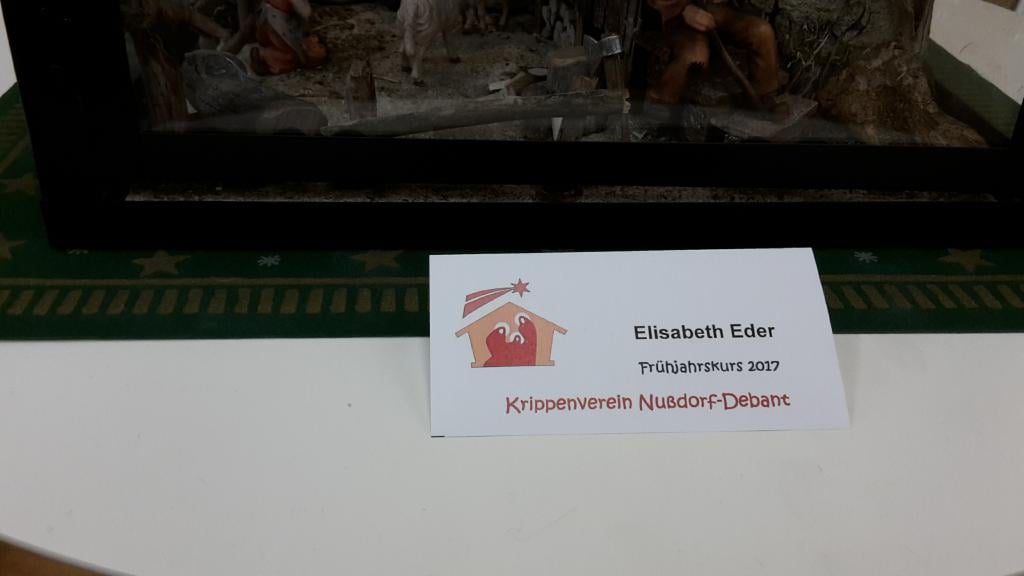 Elisabeth Eder
Frühjahrskurs 2017
Krippenverein Nußdorf-Debant